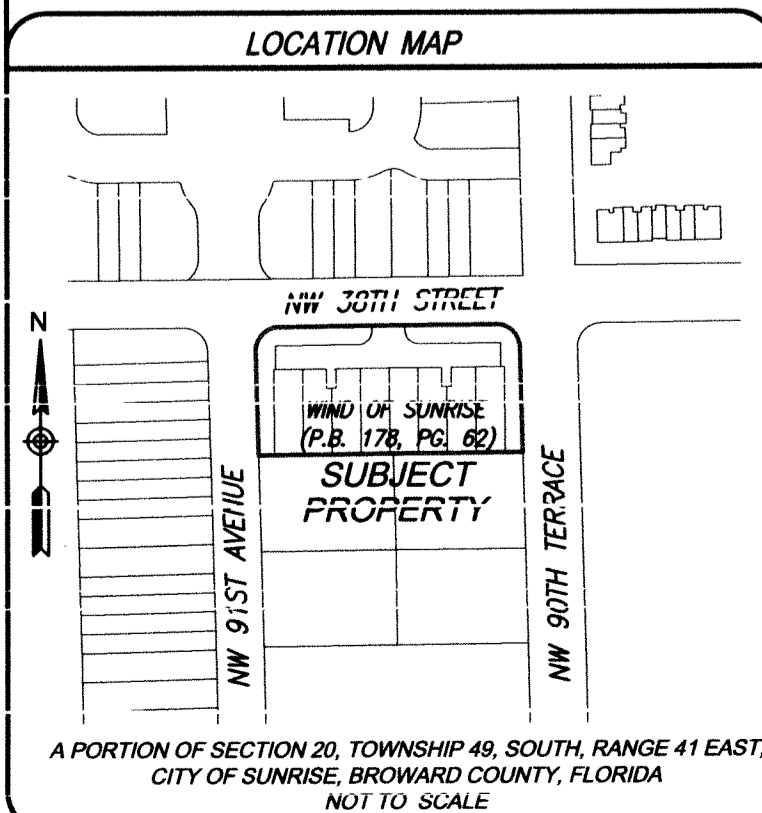 LOCATION MAP
NW 38TH STREET
N
WIND OF SUNRISE
(P.B. 178, PG. 62)
SUBJECT
PROPERTY
NW 91ST AVENUE
NW 90TH TERRACE
A PORTION OF SECTION 20, TOWNSHIP 49, SOUTH, RANGE 41 EAST,
CITY OF SUNRISE, BROWARD COUNTY, FLORIDA
NOT TO SCALE